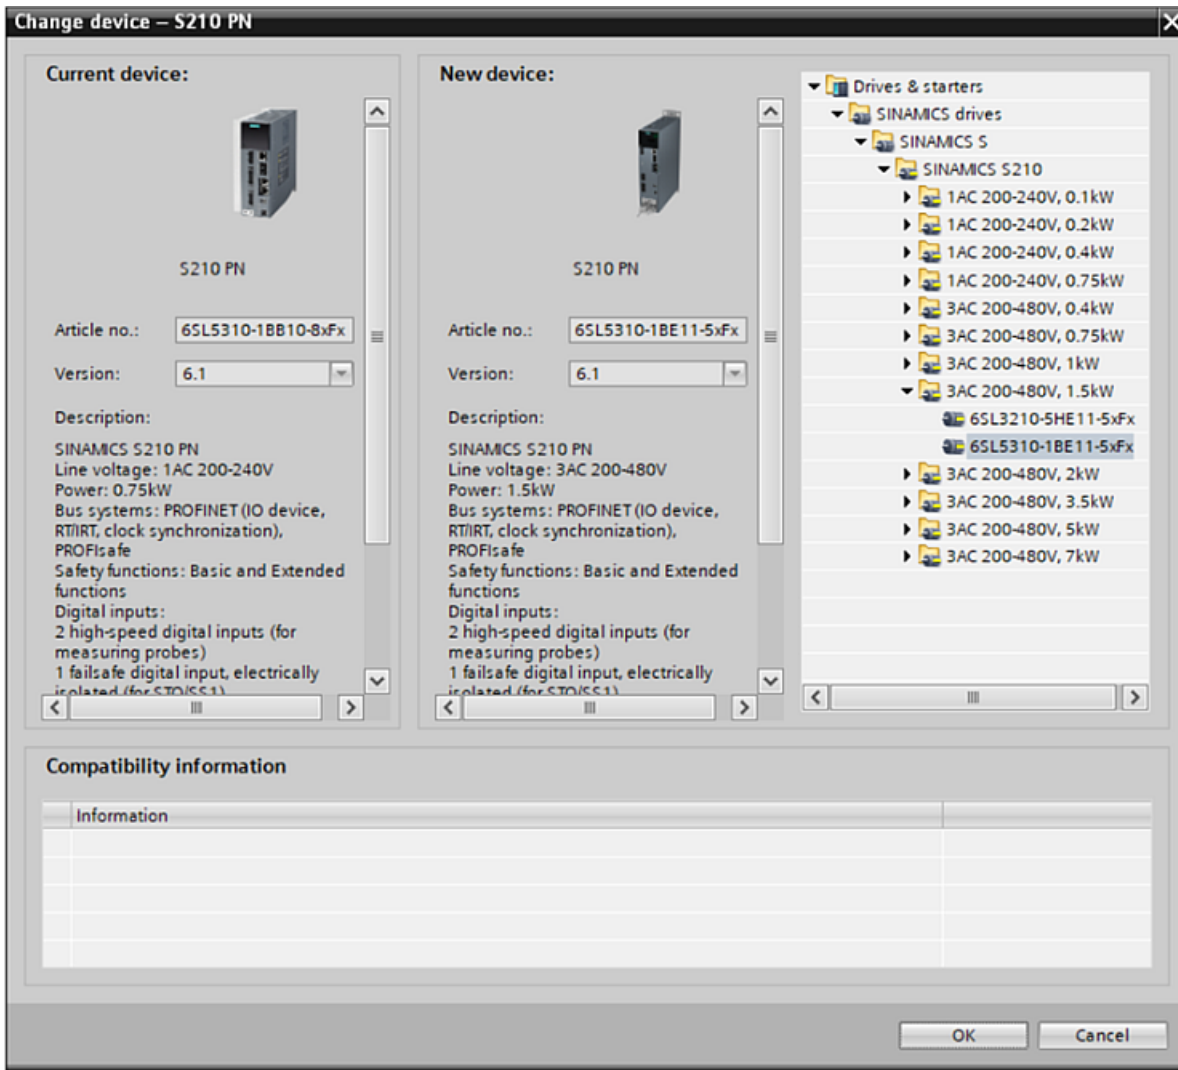 Change device – S210 PN
Current device:
S210 PN
Article no.: 6SL5310-1BB10-8xFx
Version: 6.1
Description:
SINAMICS S210 PN
Line voltage: 1AC 200-240V
Power: 0.75kW
Bus systems: PROFINET (IO device,
RT/IRT, clock synchronization),
PROFIsafe
Safety functions: Basic and Extended
functions
Digital inputs:
2 high-speed digital inputs (for
measuring probes)
1 failsafe digital input, electrically
isolated (for STO/SS1)
New device:
S210 PN
Article no.: 6SL5310-1BE11-5xFx
Version: 6.1
Description:
SINAMICS S210 PN
Line voltage: 3AC 200-480V
Power: 1.5kW
Bus systems: PROFINET (IO device,
RT/IRT, clock synchronization),
PROFIsafe
Safety functions: Basic and Extended
functions
Digital inputs:
2 high-speed digital inputs (for
measuring probes)
1 failsafe digital input, electrically
isolated (for STO/SS1)
Drives & starters
SINAMICS drives
SINAMICS S
SINAMICS S210
1AC 200-240V, 0.1kW
1AC 200-240V, 0.2kW
1AC 200-240V, 0.4kW
1AC 200-240V, 0.75kW
3AC 200-480V, 0.4kW
3AC 200-480V, 0.75kW
3AC 200-480V, 1kW
3AC 200-480V, 1.5kW
6SL3210-5HE11-5xFx
6SL5310-1BE11-5xFx
3AC 200-480V, 2kW
3AC 200-480V, 3.5kW
3AC 200-480V, 5kW
3AC 200-480V, 7kW
Compatibility information
Information
OK
Cancel